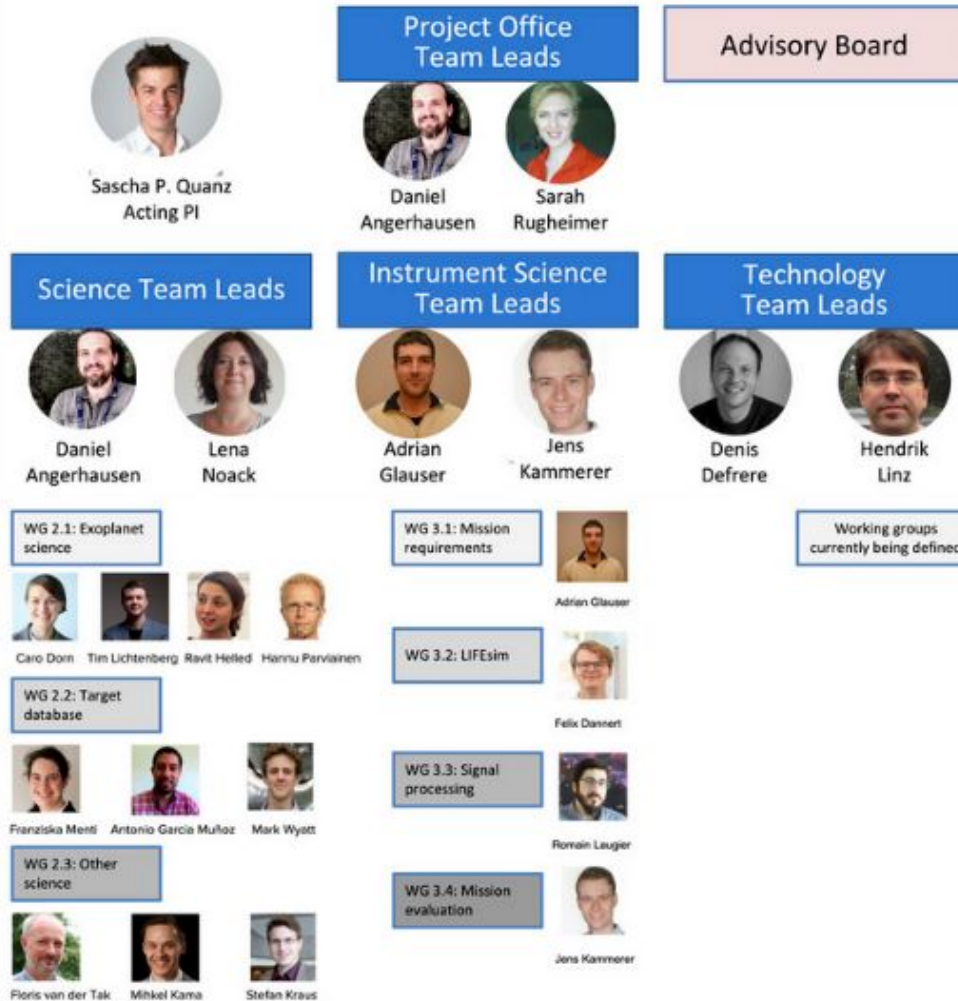 Project Office
Team Leads
Advisory Board
Sascha P. Quanz
Acting PI
Daniel
Angerhausen
Sarah
Rugheimer
Science Team Leads
Instrument Science
Team Leads
Technology
Team Leads
Daniel
Angerhausen
Lena
Noack
Adrian
Glauser
Jens
Kammerer
Denis
Defrere
Hendrik
Linz
WG 2.1: Exoplanet
science
Caro Dorn
Tim Lichtenberg
Ravit Helled
Hannu Parviainen
WG 2.2: Target
database
Franziska Menti
Antonio Garcia Muñoz
Mark Wyatt
WG 2.3: Other
science
Floris van der Tak
Mihkel Kama
Stefan Kraus
WG 3.1: Mission
requirements
Adrian Glauser
WG 3.2: LIFEsim
Felix Dannert
WG 3.3: Signal
processing
Romain Laugier
WG 3.4: Mission
evaluation
Jens Kammerer
Working groups
currently being defined